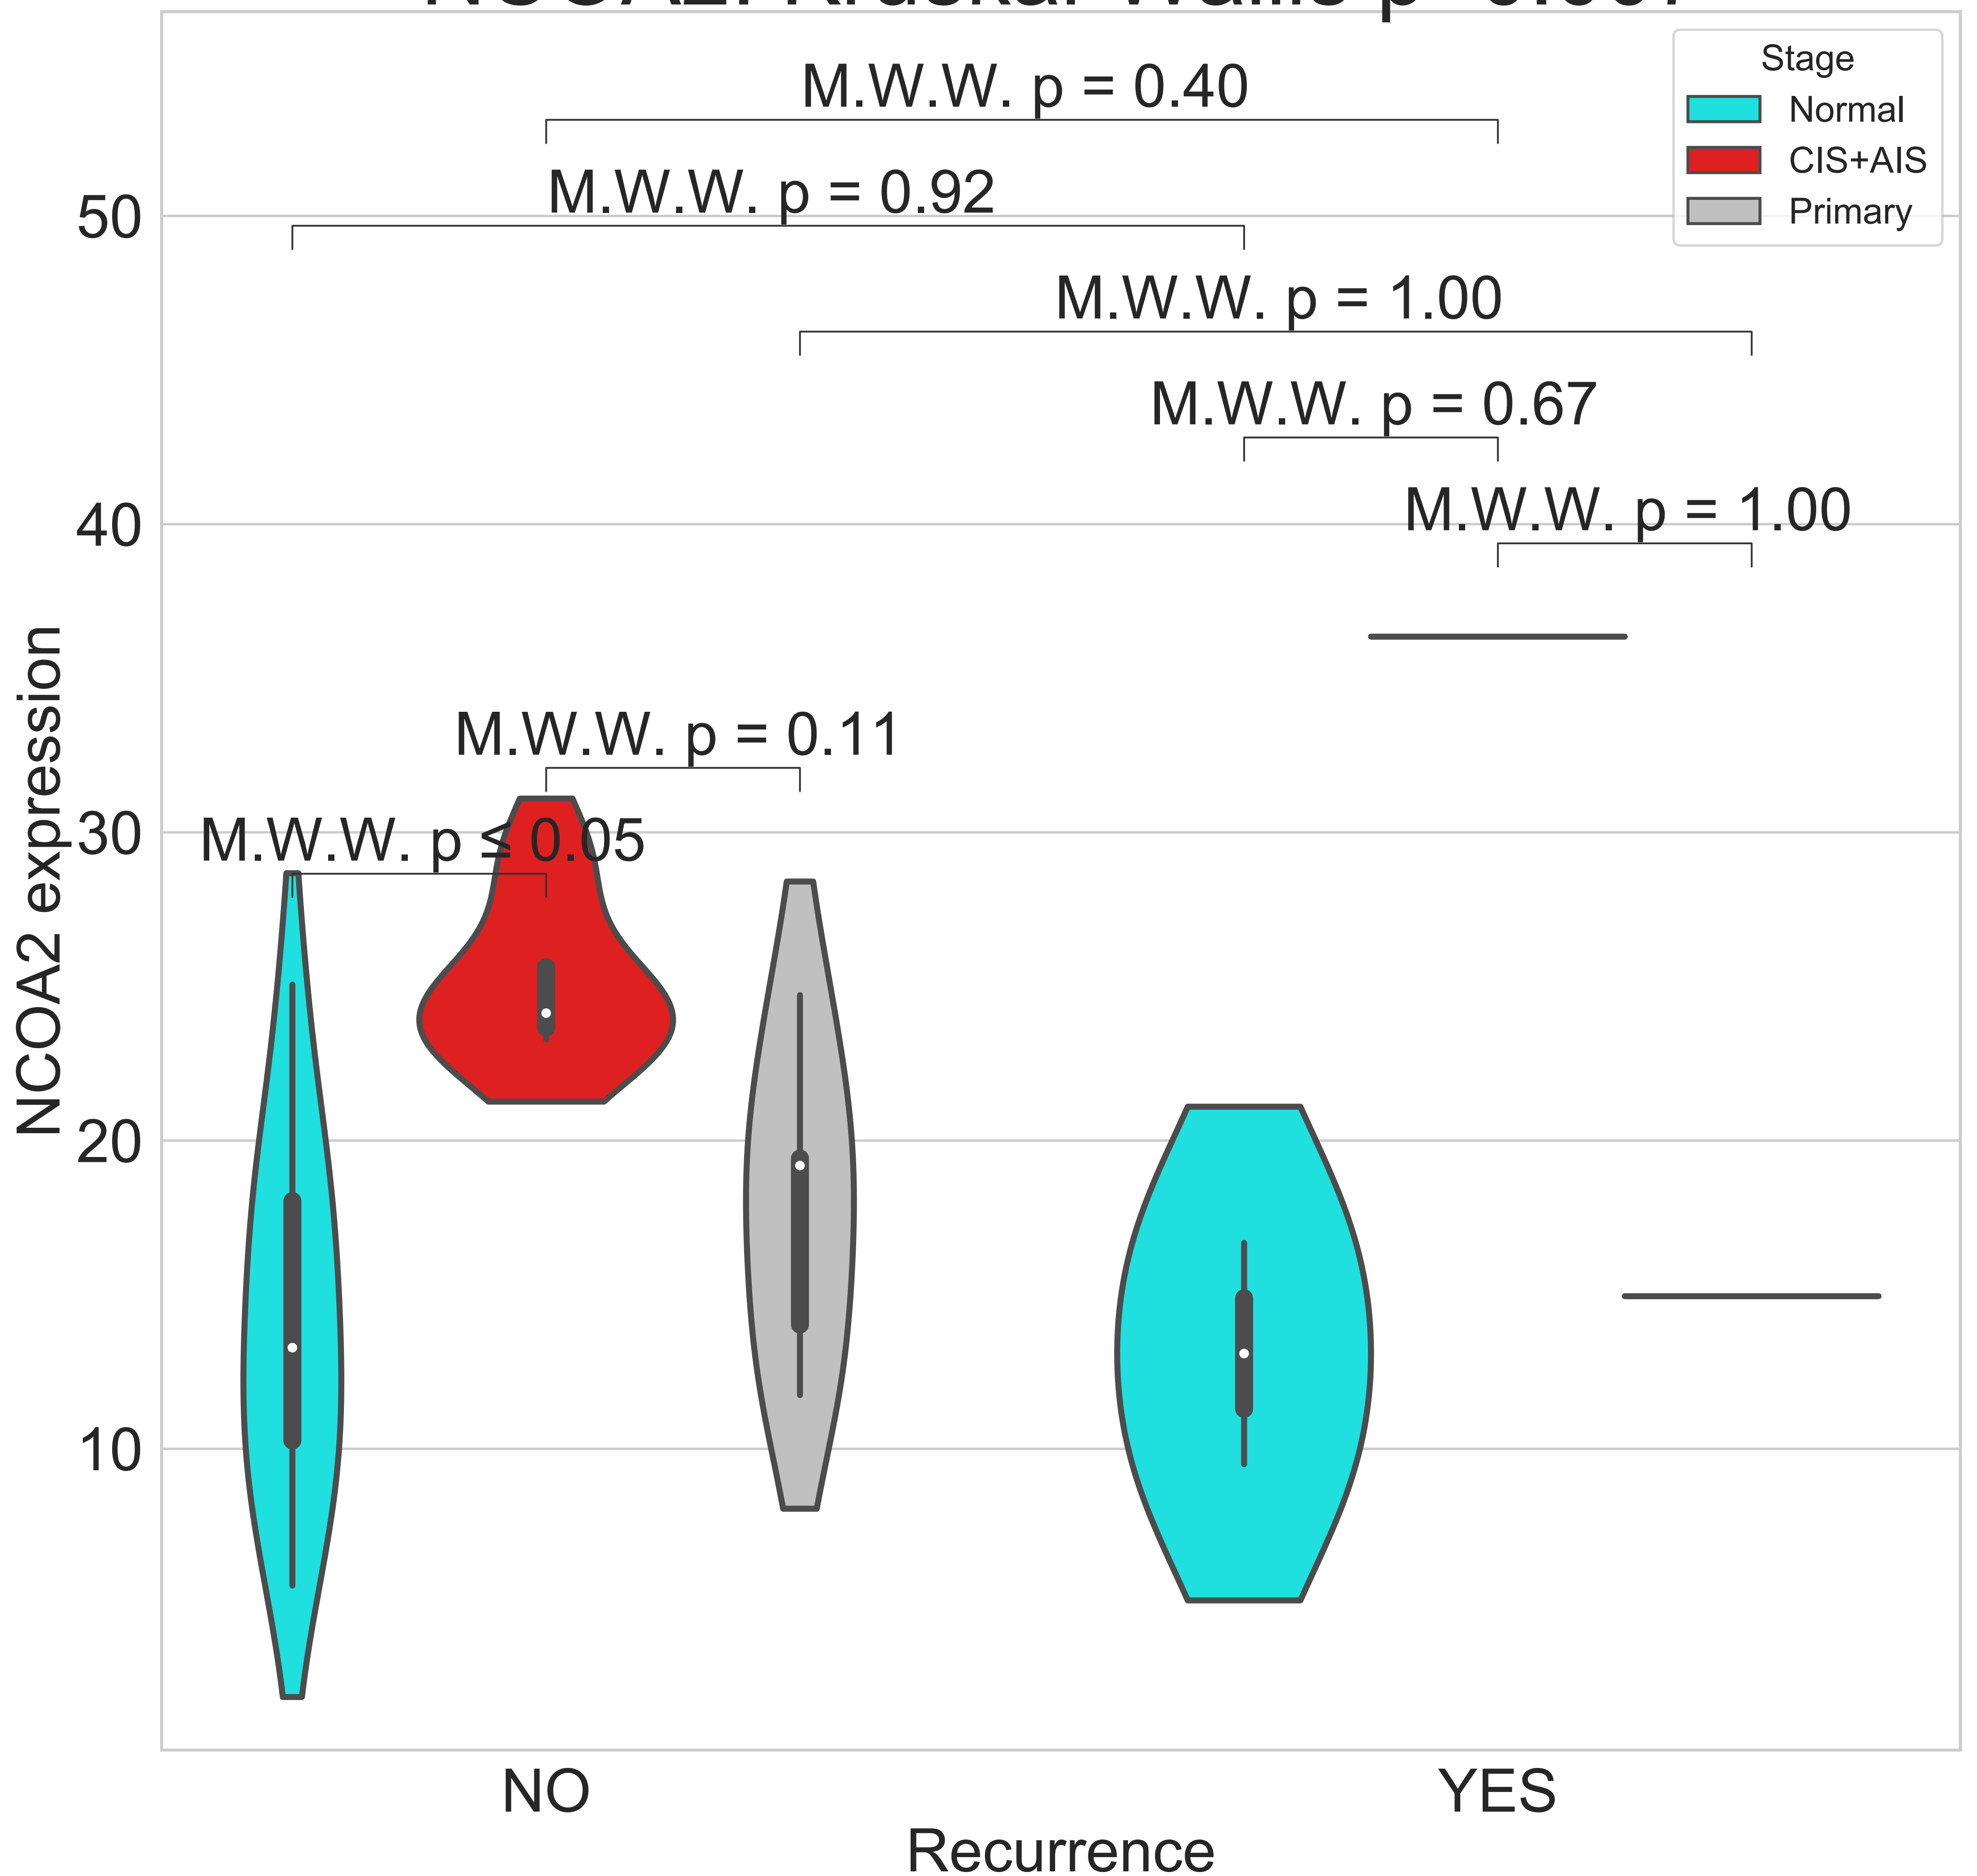 Stage
Normal
CIS+AIS
Primary
M.W.W. p = 0.40
M.W.W. p = 0.92
M.W.W. p = 1.00
M.W.W. p = 0.67
M.W.W. p = 1.00
M.W.W. p = 0.11
M.W.W. p ≤ 0.05
50
40
30
20
10
NCOA2 expression
NO
YES
Recurrence